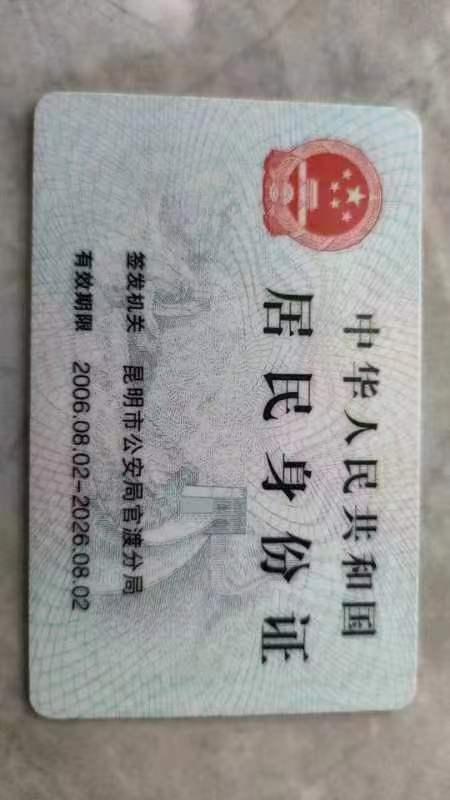 中华人民共和国
居民身份证
签发机关 昆明市公安局官渡分局
有效期限 2006.08.02-2026.08.02